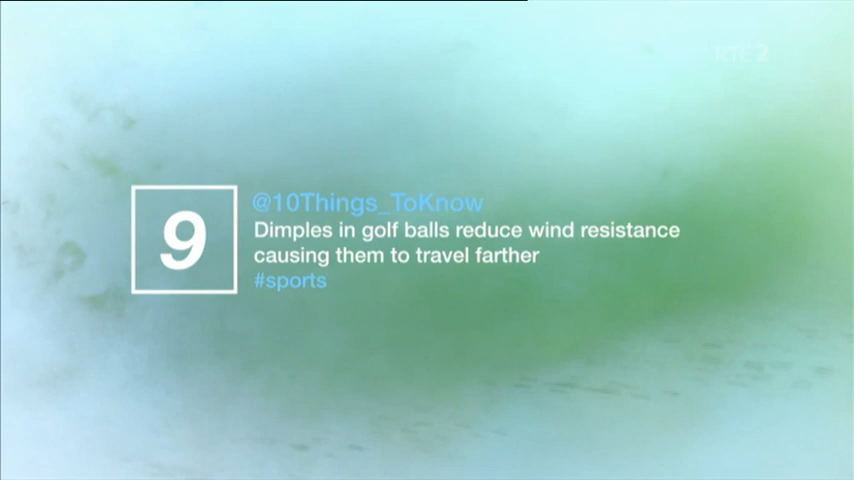 RTÉ2
9
@10Things_ToKnow
Dimples in golf balls reduce wind resistance
causing them to travel farther
#sports